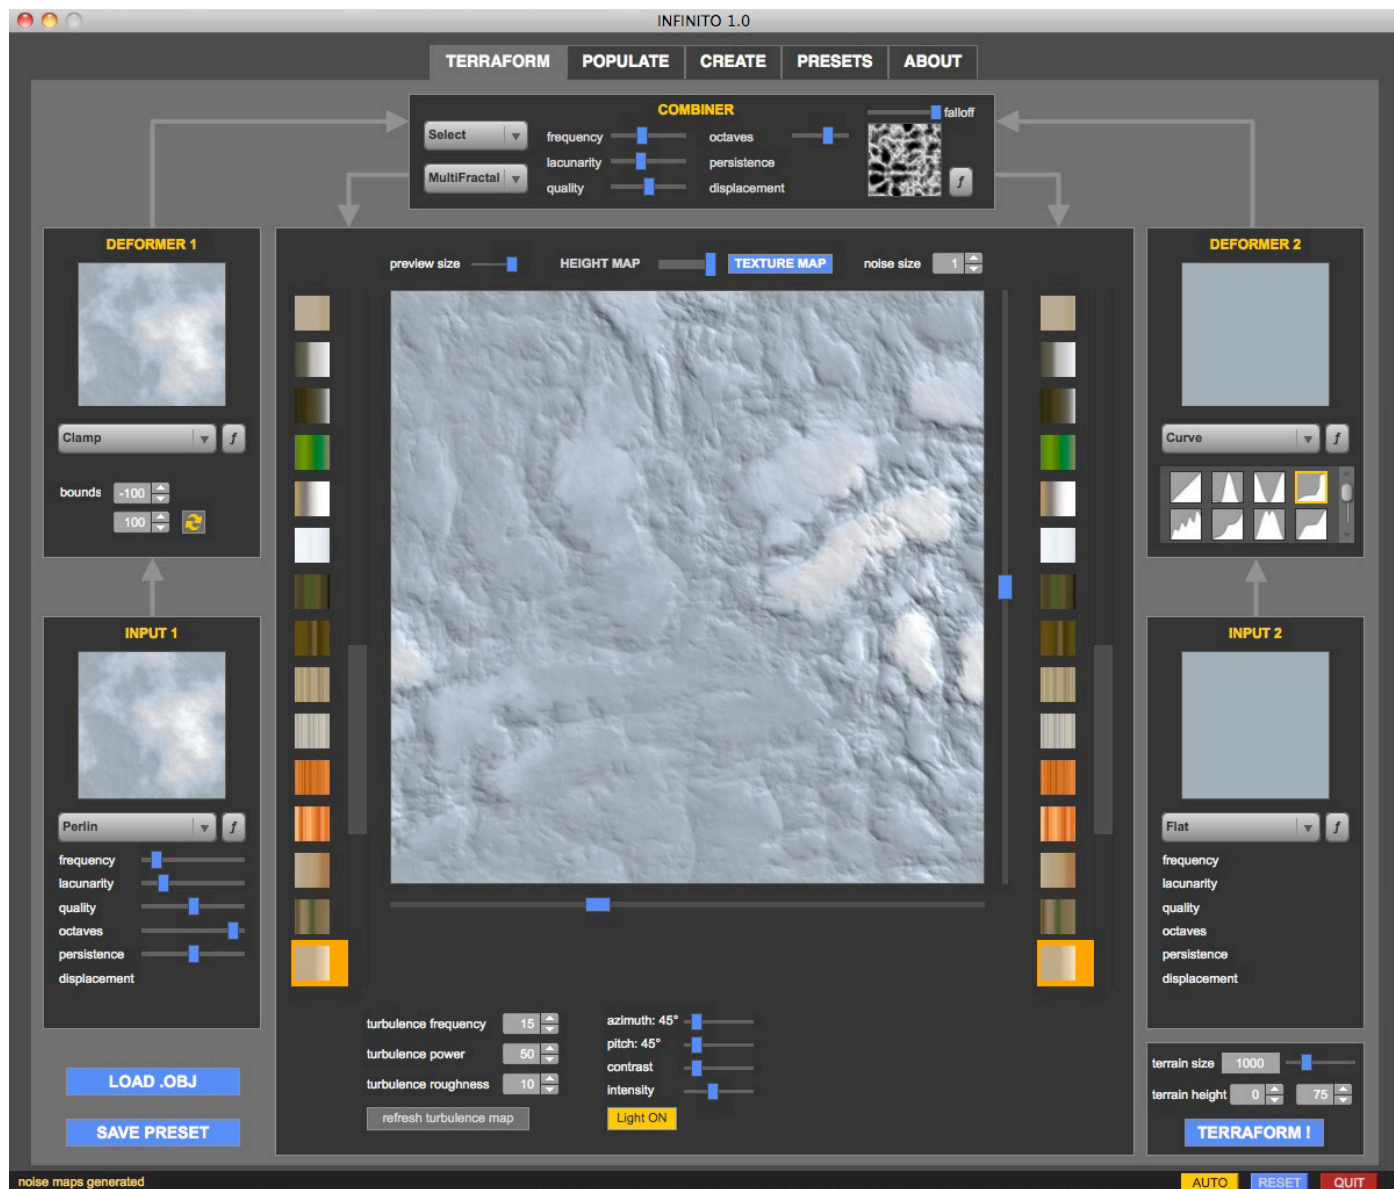 INFINITO 1.0
TERRAFORM POPULATE CREATE PRESETS ABOUT
COMBINER
falloff
Select
frequency
octaves
lacunarity
persistence
MultiFractal
quality
displacement
f
DEFORMER 1
Clamp
f
bounds -100
100
INPUT 1
Perlin
f
frequency
lacunarity
quality
octaves
persistence
displacement
LOAD .OBJ
SAVE PRESET
preview size
HEIGHT MAP
TEXTURE MAP
noise size 1
turbulence frequency 15
turbulence power 50
turbulence roughness 10
refresh turbulence map
azimuth: 45°
pitch: 45°
contrast
intensity
Light ON
DEFORMER 2
Curve
f
INPUT 2
Flat
f
frequency
lacunarity
quality
octaves
persistence
displacement
terrain size 1000
terrain height 0 75
TERRAFORM !
noise maps generated
AUTO RESET QUIT